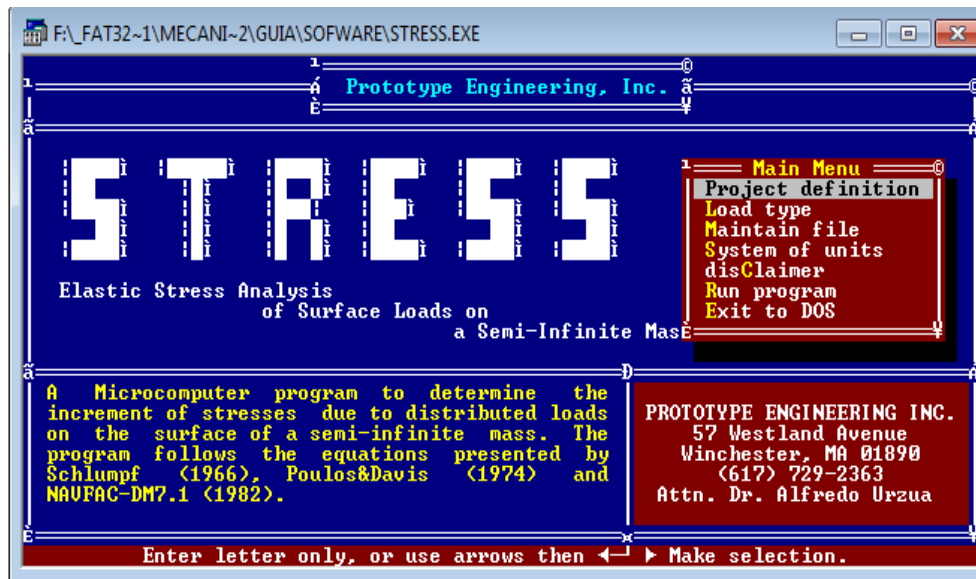 F:\_FAT32~1\MECANI~2\GUIA\SOFWARE\STRESS.EXE
Prototype Engineering, Inc.
STRESS
Elastic Stress Analysis
of Surface Loads on
a Semi-Infinite Mas
Main Menu
Project definition
Load type
Maintain file
System of units
disClaimer
Run program
Exit to DOS
A Microcomputer program to determine the
increment of stresses due to distributed loads
on the surface of a semi-infinite mass. The
program follows the equations presented by
Schlumpf (1966), Poulos&Davis (1974) and
NAVFAC-DM7.1 (1982).
PROTOTYPE ENGINEERING INC.
57 Westland Avenue
Winchester, MA 01890
(617) 729-2363
Attn. Dr. Alfredo Urzua
Enter letter only, or use arrows then ◄─┘ ► Make selection.